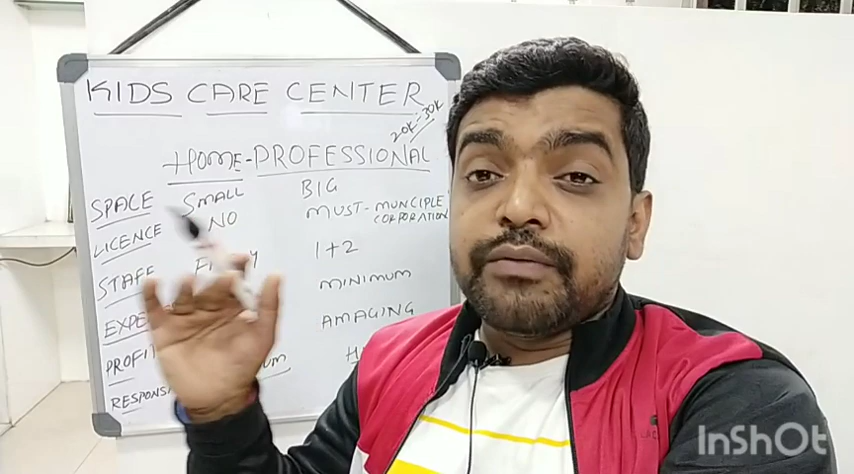 KIDS CARE CENTER
20K-30K
HOME-PROFESSIONAL
SPACE SMALL BIG
LICENCE NO MUST-MUNCIPLE CORPORATION
STAFF 1+2
MINIMUM
PROFIT AMAGING
InShOt